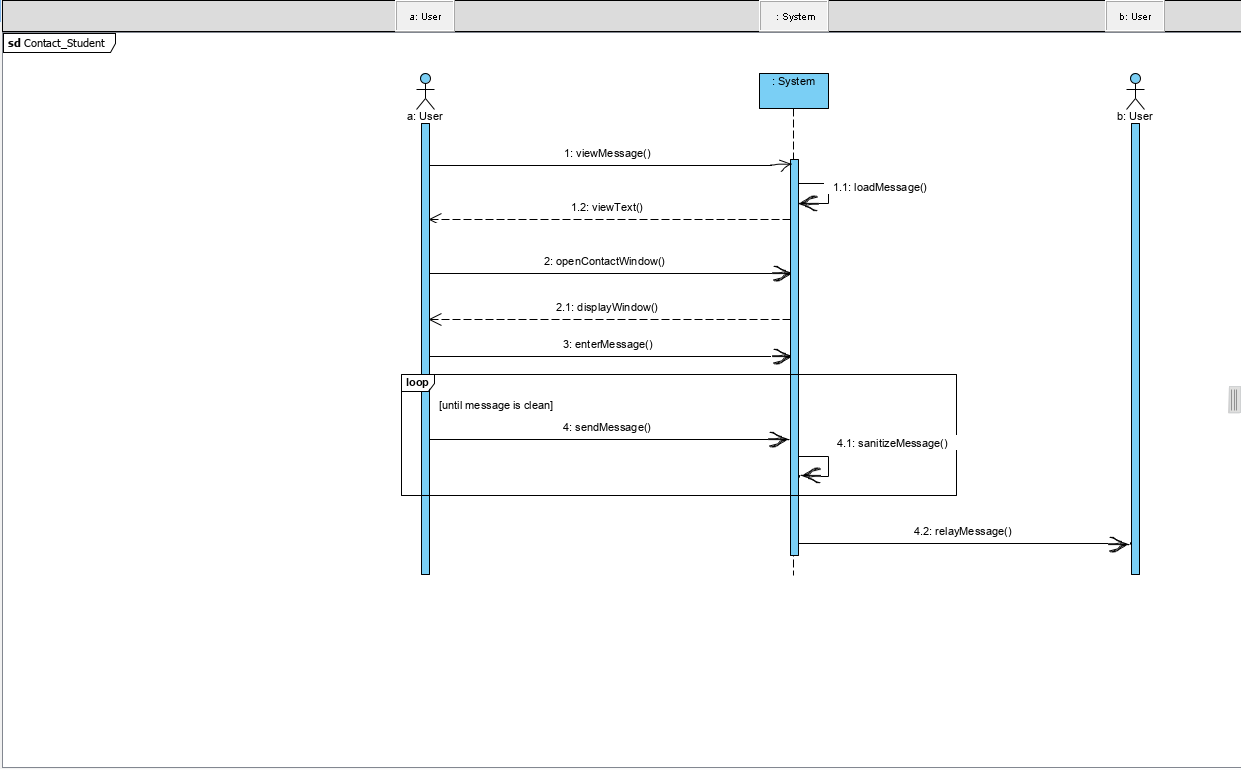 a: User
: System
b: User
sd Contact_Student
: System
a: User
b: User
1: viewMessage()
1.1: loadMessage()
1.2: viewText()
2: openContactWindow()
2.1: displayWindow()
3: enterMessage()
loop
[until message is clean]
4: sendMessage()
4.1: sanitizeMessage()
4.2: relayMessage()